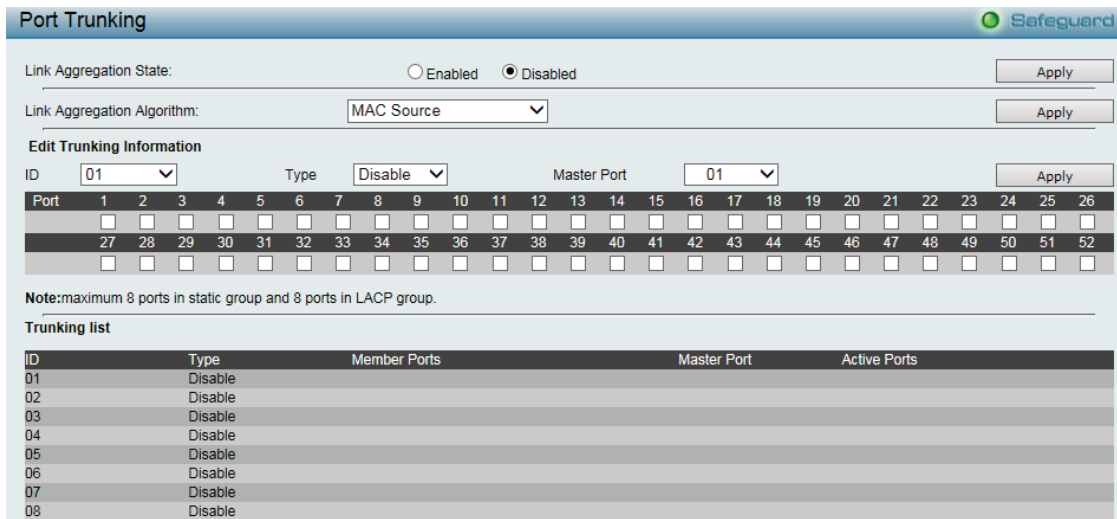 Port Trunking Safeguard
Link Aggregation State: Enabled Disabled Apply
Link Aggregation Algorithm: MAC Source Apply
Edit Trunking Information
ID 01 Type Disable Master Port 01 Apply
Port 1 2 3 4 5 6 7 8 9 10 11 12 13 14 15 16 17 18 19 20 21 22 23 24 25 26
27 28 29 30 31 32 33 34 35 36 37 38 39 40 41 42 43 44 45 46 47 48 49 50 51 52
Note:maximum 8 ports in static group and 8 ports in LACP group.
Trunking list
ID Type Member Ports Master Port Active Ports
01 Disable
02 Disable
03 Disable
04 Disable
05 Disable
06 Disable
07 Disable
08 Disable